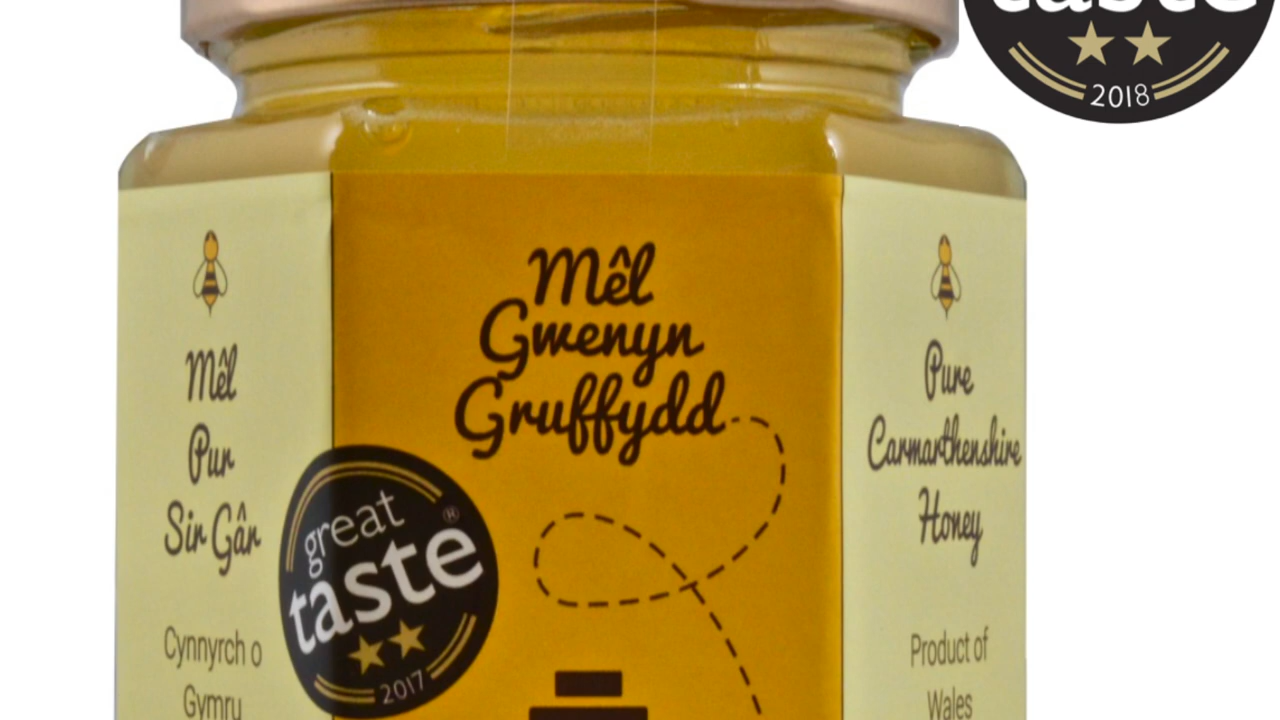 2018
Mêl
Gwenyn
Gruffydd
Mêl
Pur
Sir Gâr
Cynnyrch o
Gymru
great
taste®
2017
Pure
Carmarthenshire
Honey
Product of
Wales